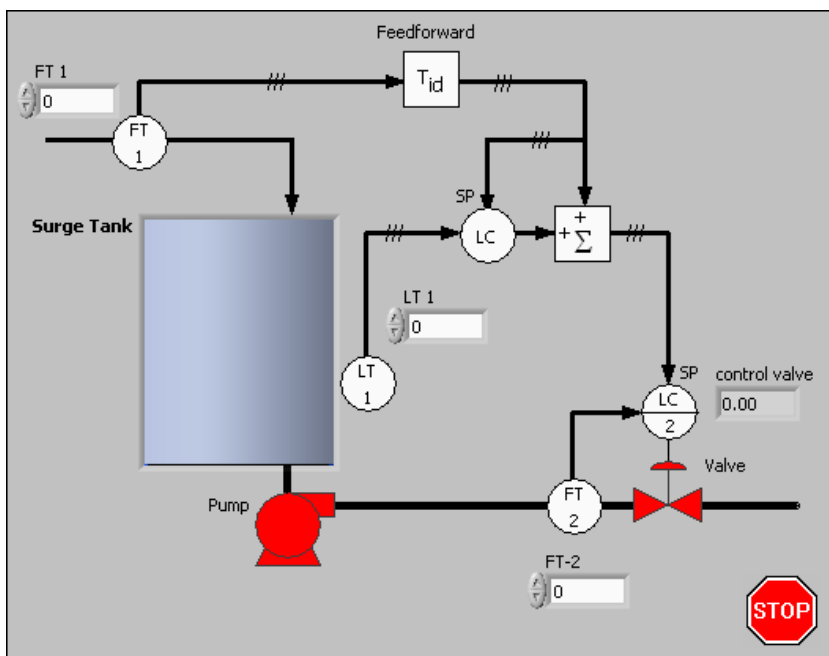 Feedforward
FT 1
0
Tid
FT
1
SP
Surge Tank
LC
+
+
Σ
LT 1
0
LT
1
SP
control valve
LC
2
0.00
Valve
Pump
FT
2
FT-2
0
STOP